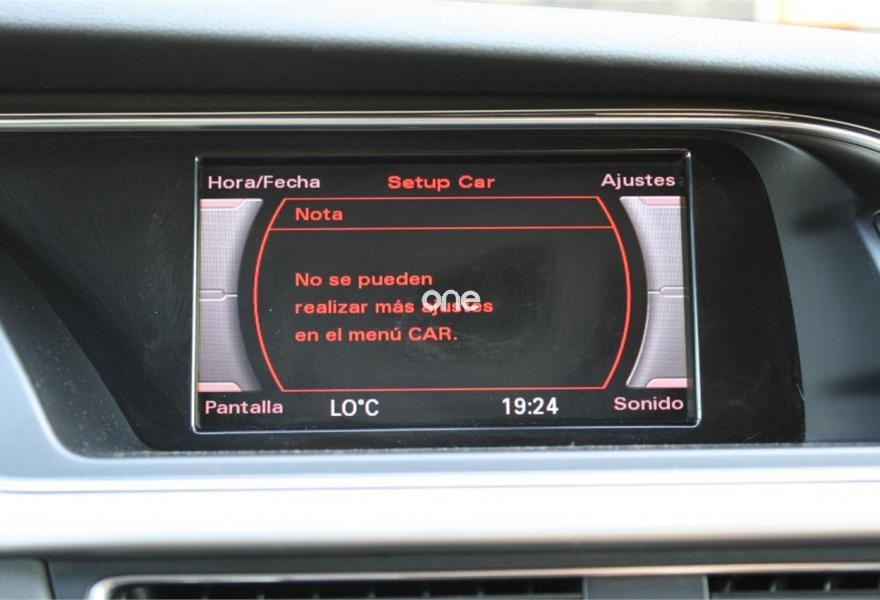 Hora/Fecha Setup Car Ajustes
Nota
No se pueden
realizar más ajustes
one
en el menú CAR.
Pantalla LO°C 19:24 Sonido